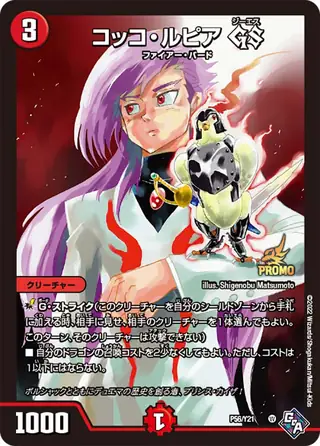 3
コッコ・ルピア GS
ジーエス
ファイアー・バード
PROMO
illus. Shigenobu Matsumoto
クリーチャー
G・ストライク(このクリーチャーを自分のシールドゾーンから手札
に加える時、相手に見せ、相手のクリーチャーを1体選んでもよい。
このターン、そのクリーチャーは攻撃できない)
■自分のドラゴンの召喚コストを2少なくしてもよい。ただし、コスト
は1以下にはならない。
ボルシャックとともにデュエマの歴史を創る者、プリンス・カイザ!
1000
P56/Y21
©2022 Wizards/Shogakukan/Mitsui-Kids